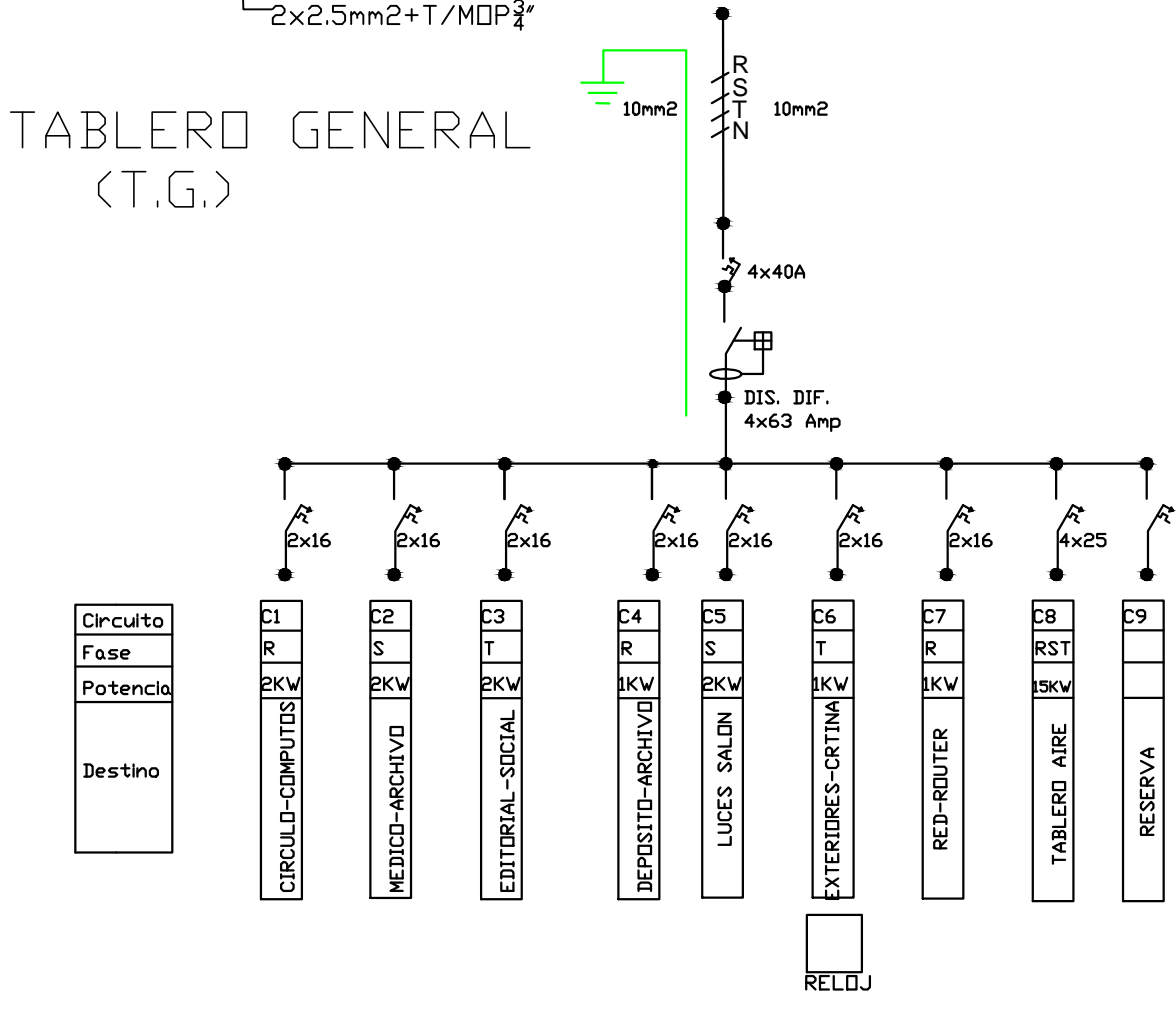 2x2.5mm2+T/MOP3/4"
R
S
T
N
10mm2
10mm2
TABLERO GENERAL
(T.G.)
4x40A
DIS. DIF.
4x63 Amp
2x16
2x16
2x16
2x16
2x16
2x16
2x16
4x25
Circuito
C1
C2
C3
C4
C5
C6
C7
C8
C9
Fase
R
S
T
R
S
T
R
RST
Potencia
2KW
2KW
2KW
1KW
2KW
1KW
1KW
15KW
Destino
CIRCULO-COMPUTOS
MEDICO-ARCHIVO
EDITORIAL-SOCIAL
DEPOSITO-ARCHIVO
LUCES SALON
EXTERIORES-CRTINA
RED-ROUTER
TABLERO AIRE
RESERVA
RELOJ